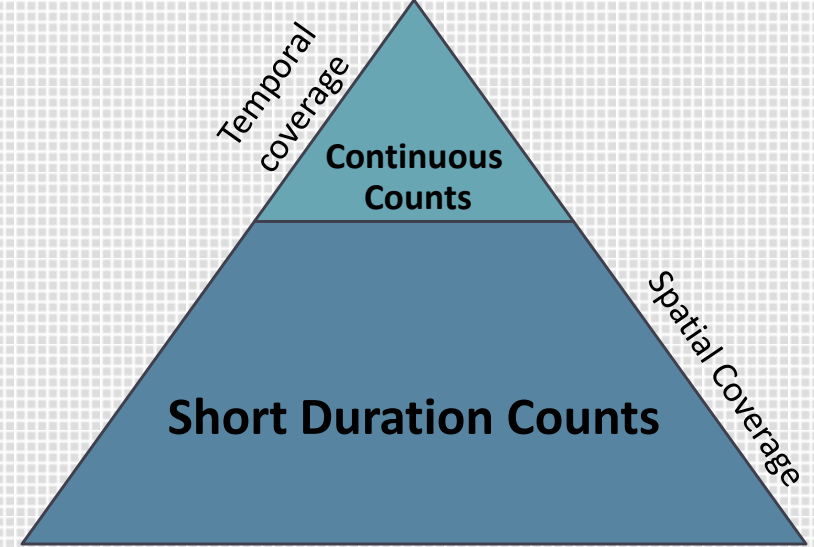 Temporal
coverage
Continuous
Counts
Spatial Coverage
Short Duration Counts